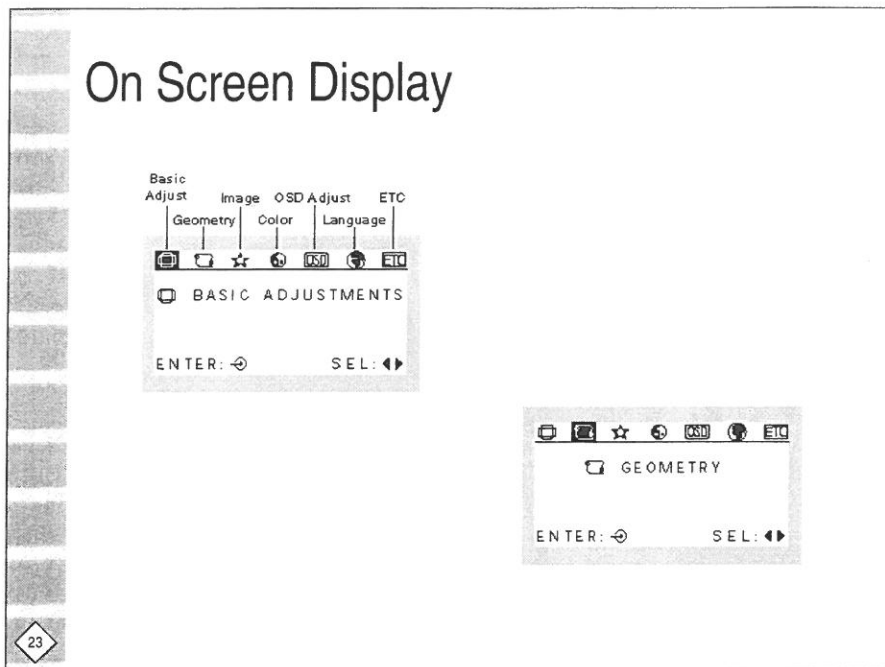 On Screen Display
Basic
Adjust Image OSD Adjust ETC
Geometry Color Language
OSD ETC
BASIC ADJUSTMENTS
ENTER: SEL:
OSD ETC
GEOMETRY
ENTER: SEL:
23